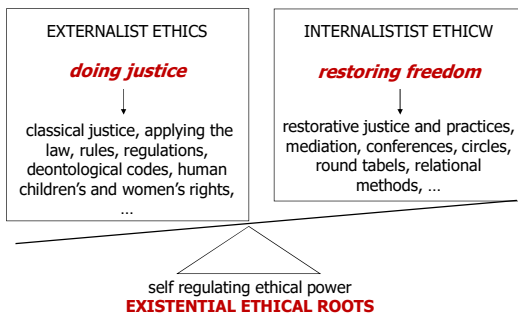 EXTERNALIST ETHICS
doing justice
classical justice, applying the
law, rules, regulations,
deontological codes, human
children's and women's rights,
...
INTERNALISTIST ETHICW
restoring freedom
restorative justice and practices,
mediation, conferences, circles,
round tabels, relational
methods, ...
self regulating ethical power
EXISTENTIAL ETHICAL ROOTS